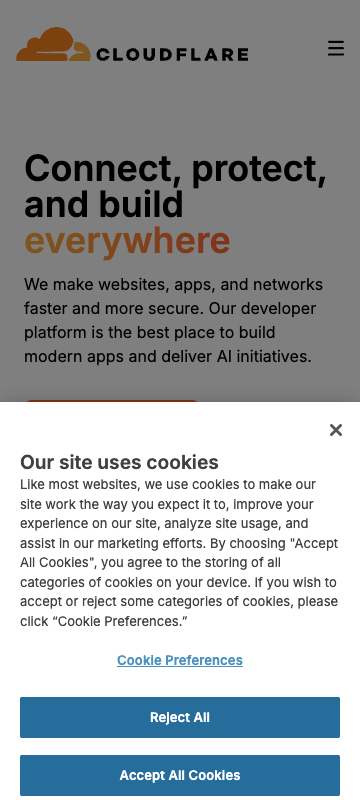 CLOUDFLARE
Connect, protect,
and build
everywhere
We make websites, apps, and networks
faster and more secure. Our developer
platform is the best place to build
modern apps and deliver AI initiatives.
Our site uses cookies
Like most websites, we use cookies to make our
site work the way you expect it to, improve your
experience on our site, analyze site usage, and
assist in our marketing efforts. By choosing "Accept
All Cookies", you agree to the storing of all
categories of cookies on your device. If you wish to
accept or reject some categories of cookies, please
click “Cookie Preferences.”
Cookie Preferences
Reject All
Accept All Cookies